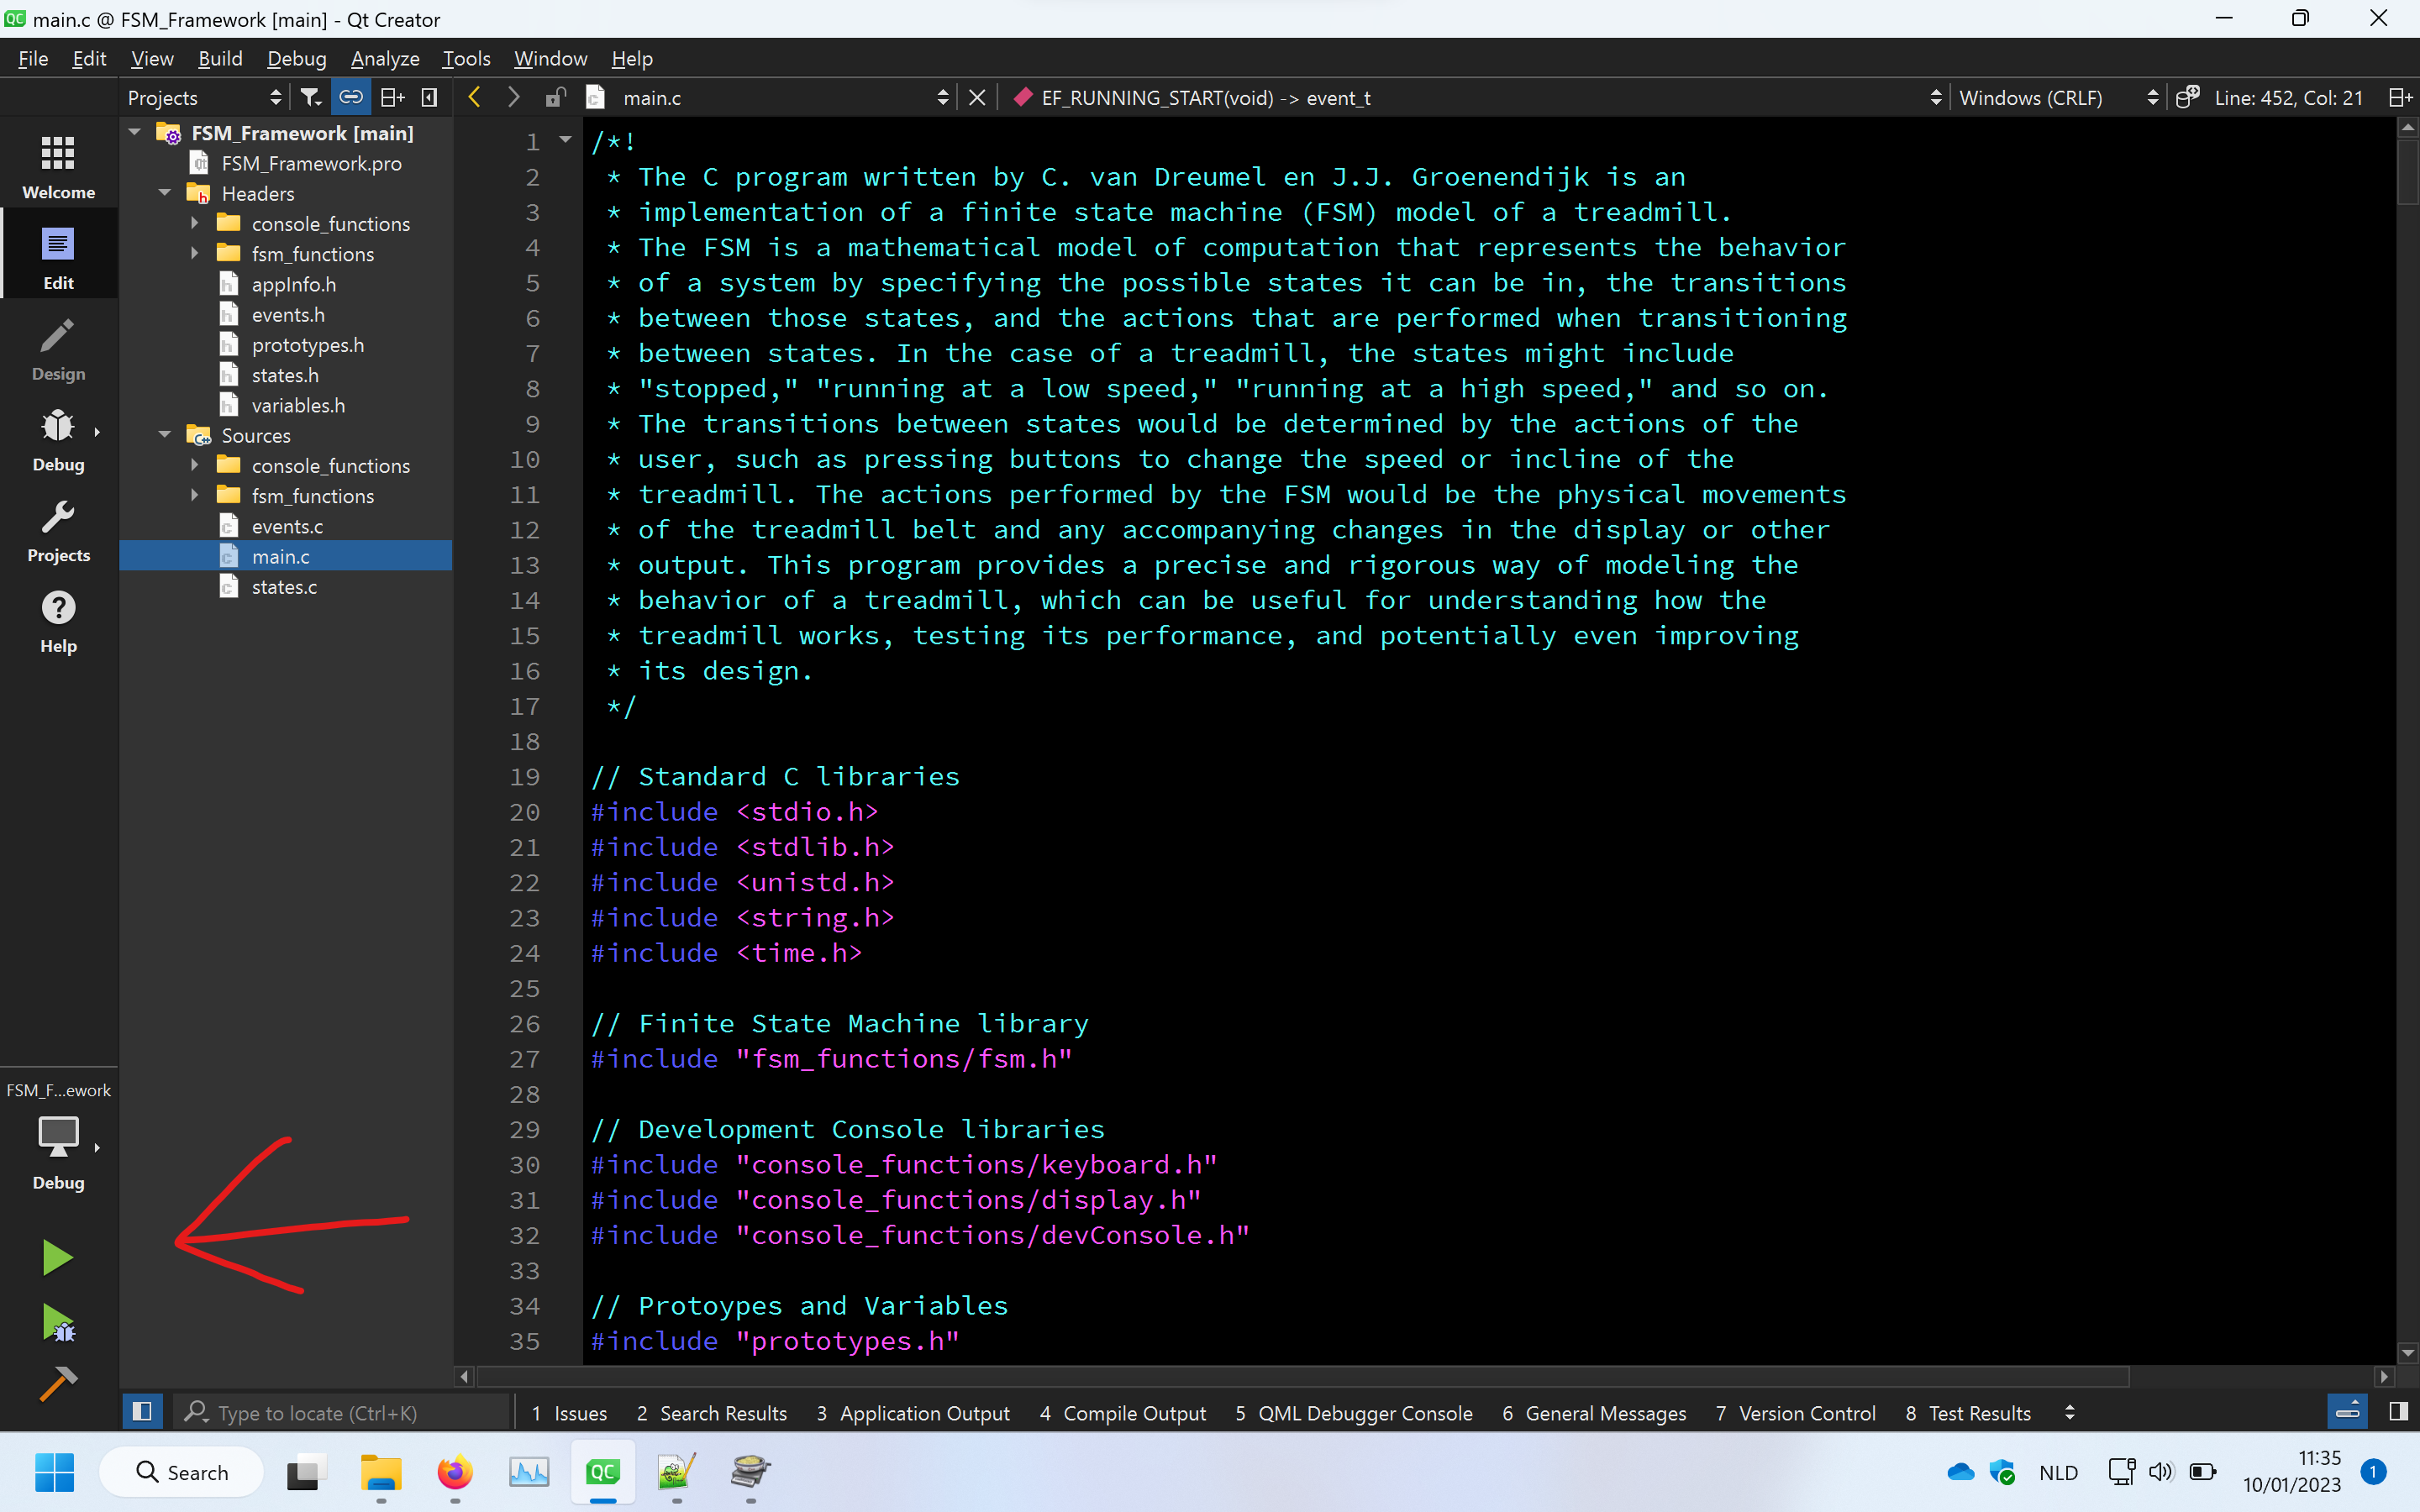 main.c @ FSM_Framework [main] - Qt Creator
File Edit View Build Debug Analyze Tools Window Help
Projects
main.c
EF_RUNNING_START(void) -> event_t
Windows (CRLF)
Line: 452, Col: 21
Welcome
Edit
Design
Debug
Projects
Help
FSM_Framework [main]
FSM_Framework.pro
Headers
console_functions
fsm_functions
appInfo.h
events.h
prototypes.h
states.h
variables.h
Sources
console_functions
fsm_functions
events.c
main.c
states.c
1 /*!
2 * The C program written by C. van Dreumel en J.J. Groenendijk is an
3 * implementation of a finite state machine (FSM) model of a treadmill.
4 * The FSM is a mathematical model of computation that represents the behavior
5 * of a system by specifying the possible states it can be in, the transitions
6 * between those states, and the actions that are performed when transitioning
7 * between states. In the case of a treadmill, the states might include
8 * "stopped," "running at a low speed," "running at a high speed," and so on.
9 * The transitions between states would be determined by the actions of the
10 * user, such as pressing buttons to change the speed or incline of the
11 * treadmill. The actions performed by the FSM would be the physical movements
12 * of the treadmill belt and any accompanying changes in the display or other
13 * output. This program provides a precise and rigorous way of modeling the
14 * behavior of a treadmill, which can be useful for understanding how the
15 * treadmill works, testing its performance, and potentially even improving
16 * its design.
17 */
18
19 // Standard C libraries
20 #include <stdio.h>
21 #include <stdlib.h>
22 #include <unistd.h>
23 #include <string.h>
24 #include <time.h>
25
26 // Finite State Machine library
27 #include "fsm_functions/fsm.h"
28
29 // Development Console libraries
30 #include "console_functions/keyboard.h"
31 #include "console_functions/display.h"
32 #include "console_functions/devConsole.h"
33
34 // Protoypes and Variables
35 #include "prototypes.h"
FSM_F...ework
Debug
Type to locate (Ctrl+K)
1 Issues 2 Search Results 3 Application Output 4 Compile Output 5 QML Debugger Console 6 General Messages 7 Version Control 8 Test Results
Search
QC
NLD
11:35
10/01/2023
1